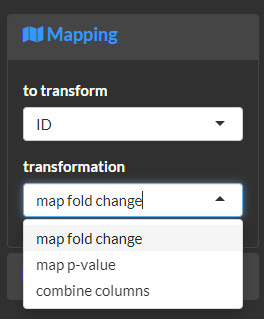 Mapping
to transform
ID
transformation
map fold change
map fold change
map p-value
combine columns